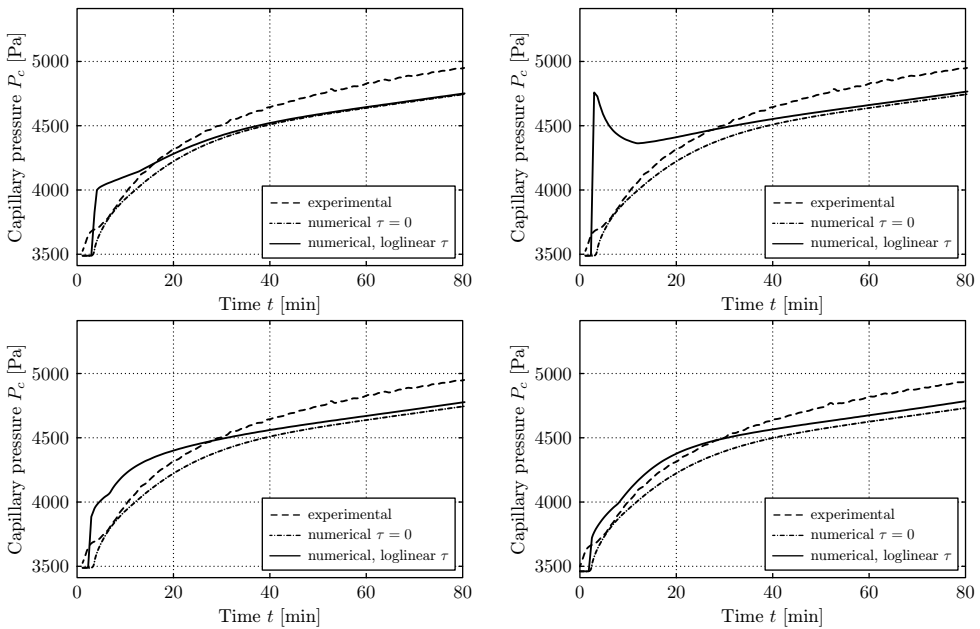 Capillary pressure P_c [Pa]
5000
4500
4000
3500
experimental
numerical τ = 0
numerical, loglinear τ
0 20 40 60 80
Time t [min]
Capillary pressure P_c [Pa]
5000
4500
4000
3500
experimental
numerical τ = 0
numerical, loglinear τ
0 20 40 60 80
Time t [min]
Capillary pressure P_c [Pa]
5000
4500
4000
3500
experimental
numerical τ = 0
numerical, loglinear τ
0 20 40 60 80
Time t [min]
Capillary pressure P_c [Pa]
5000
4500
4000
3500
experimental
numerical τ = 0
numerical, loglinear τ
0 20 40 60 80
Time t [min]